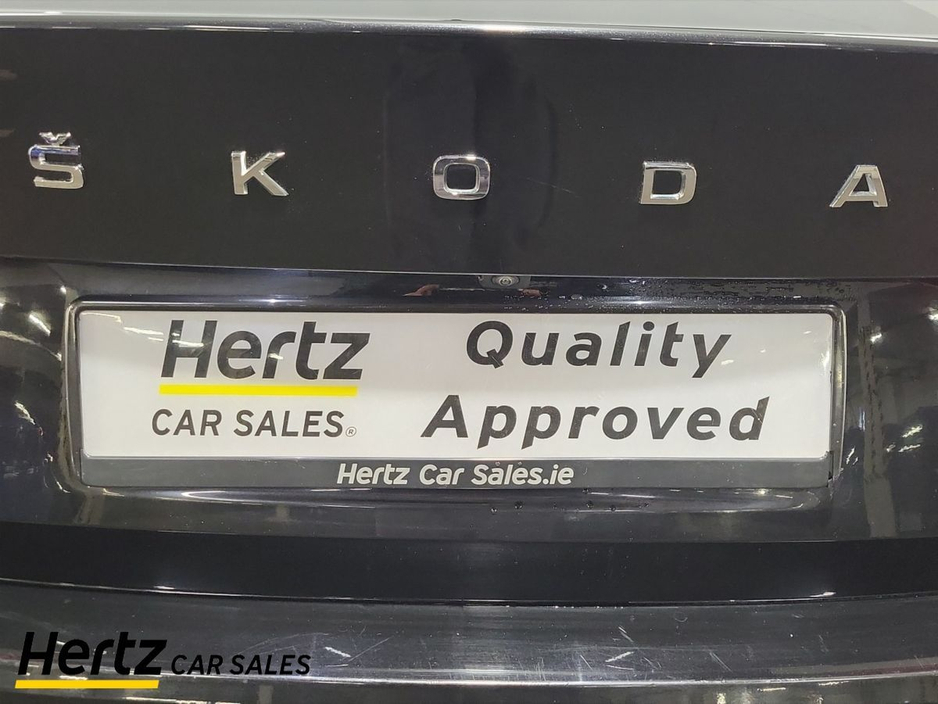 ŠKODA
Hertz
CAR SALES®
Quality
Approved
Hertz Car Sales.ie
Hertz CAR SALES